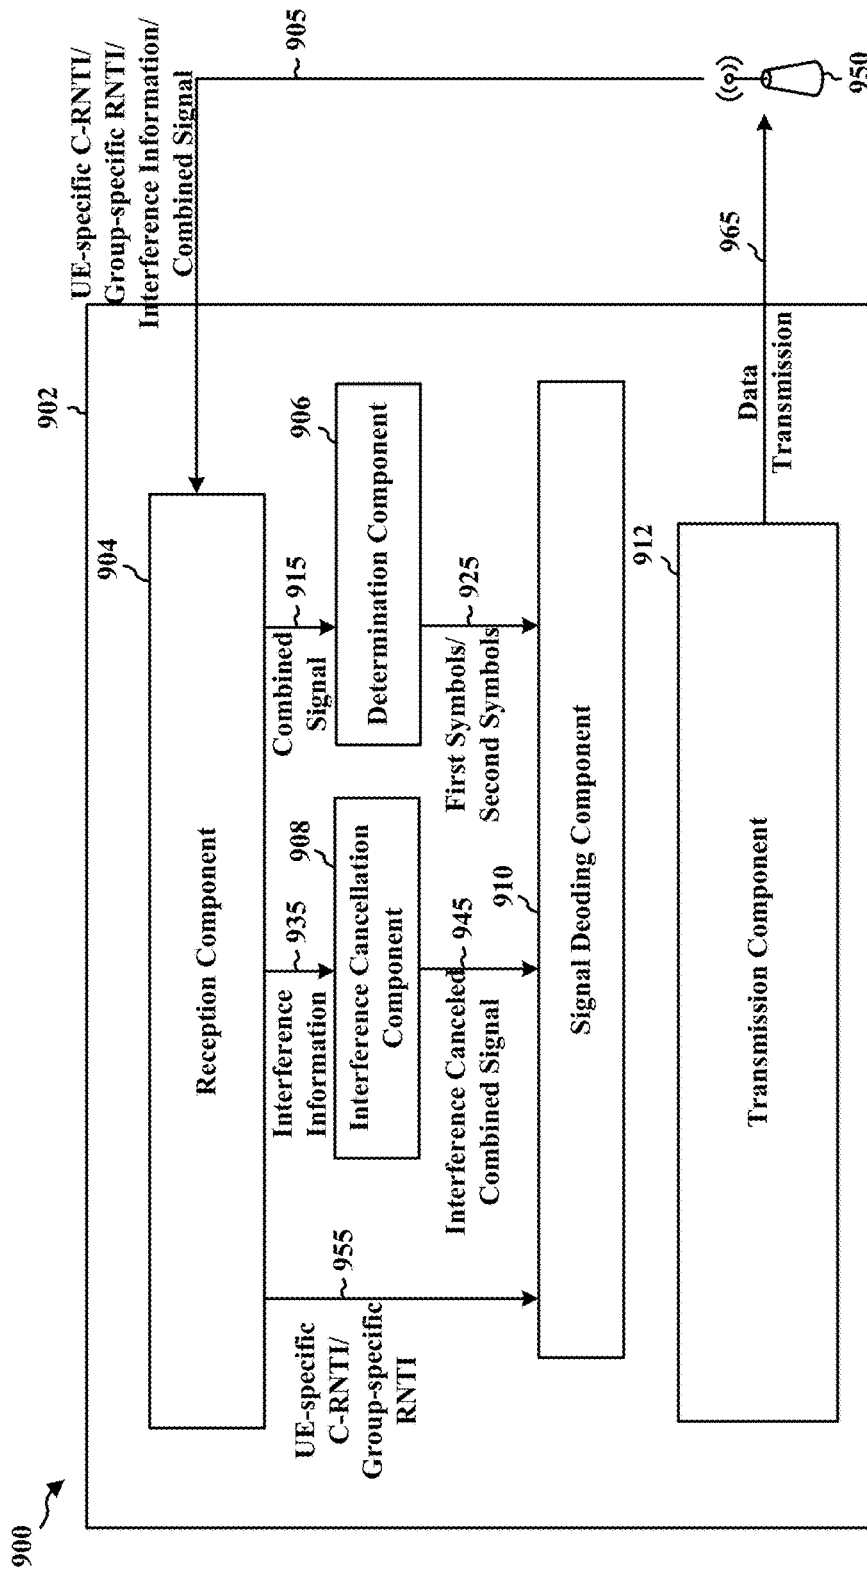 900
902
UE-specific C-RNTI/
Group-specific RNTI/
Interference Information/
Combined Signal
905
904
Reception Component
UE-specific
C-RNTI/
Group-specific
RNTI
955
Interference
Information
935
Combined
Signal
915
908
Interference Cancellation
Component
906
Determination Component
Interference Canceled
Combined Signal
945
First Symbols/
Second Symbols
925
910
Signal Deoding Component
912
Transmission Component
Data
Transmission
965
950